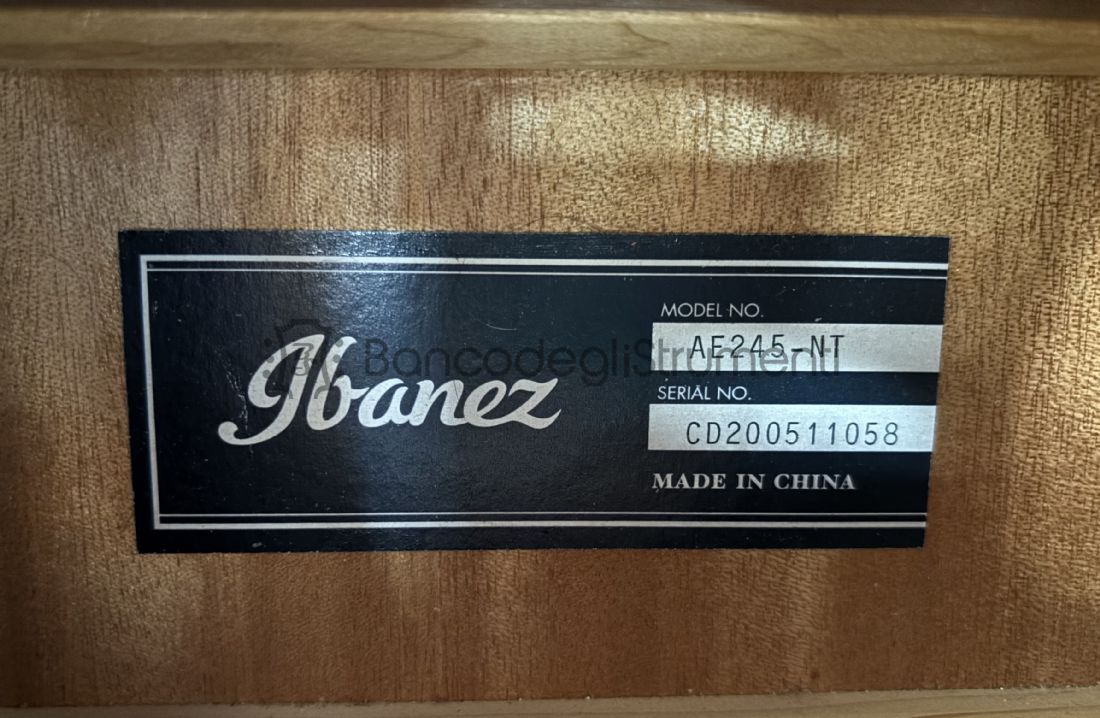 Ibanez
MODEL NO.
AE245-NT
SERIAL NO.
CD200511058
MADE IN CHINA
BancodegliStrumenti